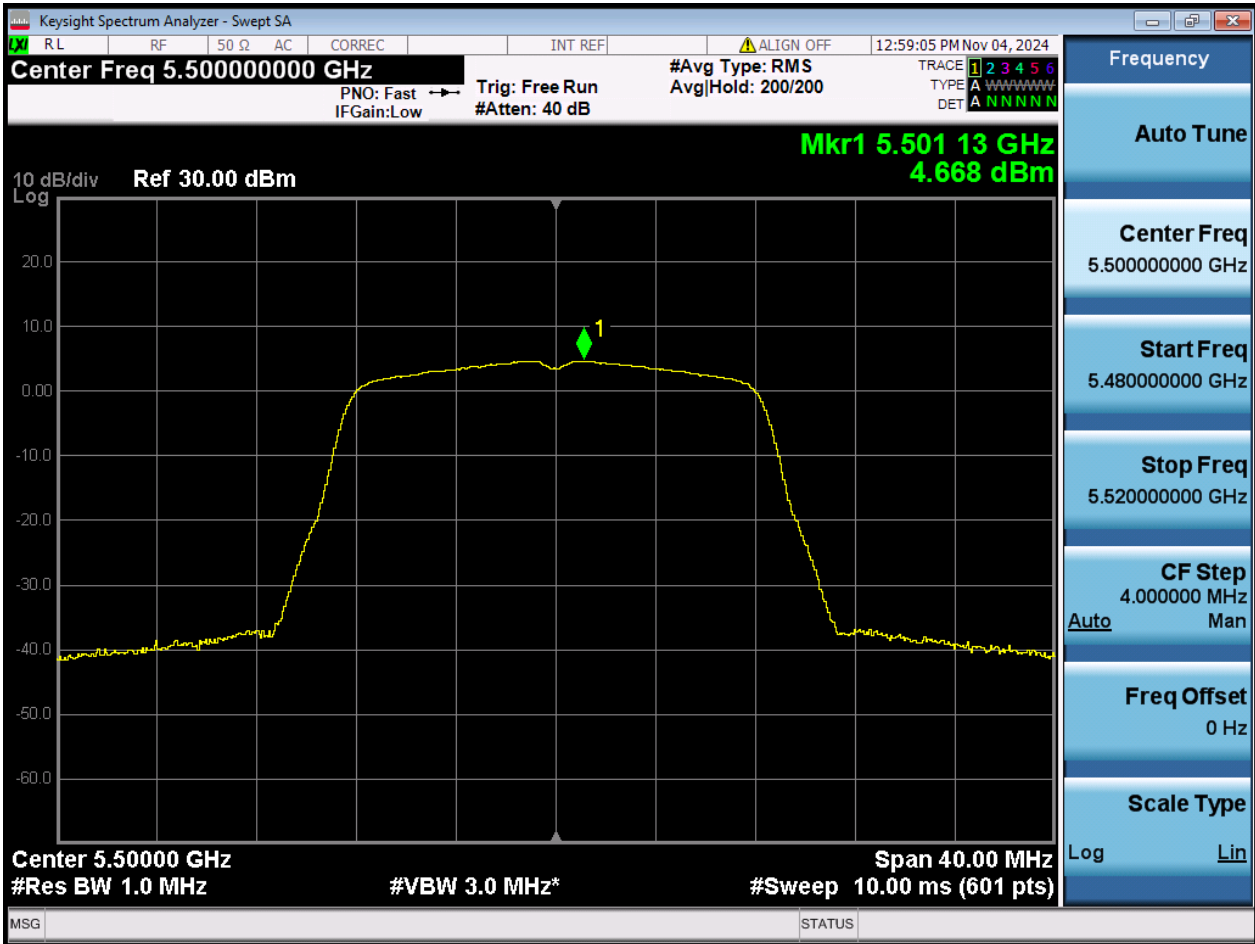 Keysight Spectrum Analyzer - Swept SA
LXI RL RF 50 Ω AC CORREC INT REF ALIGN OFF 12:59:05 PM Nov 04, 2024
Center Freq 5.500000000 GHz
PNO: Fast
IFGain:Low
Trig: Free Run
#Atten: 40 dB
#Avg Type: RMS
Avg|Hold: 200/200
TRACE 1 2 3 4 5 6
TYPE A WWWWW
DET A N N N N N
Mkr1 5.501 13 GHz
4.668 dBm
10 dB/div Ref 30.00 dBm
Log
20.0
10.0
0.00
-10.0
-20.0
-30.0
-40.0
-50.0
-60.0
1
Center 5.50000 GHz Span 40.00 MHz
#Res BW 1.0 MHz #VBW 3.0 MHz* #Sweep 10.00 ms (601 pts)
Frequency
Auto Tune
Center Freq
5.500000000 GHz
Start Freq
5.480000000 GHz
Stop Freq
5.520000000 GHz
CF Step
4.000000 MHz
Auto Man
Freq Offset
0 Hz
Scale Type
Log Lin
MSG STATUS